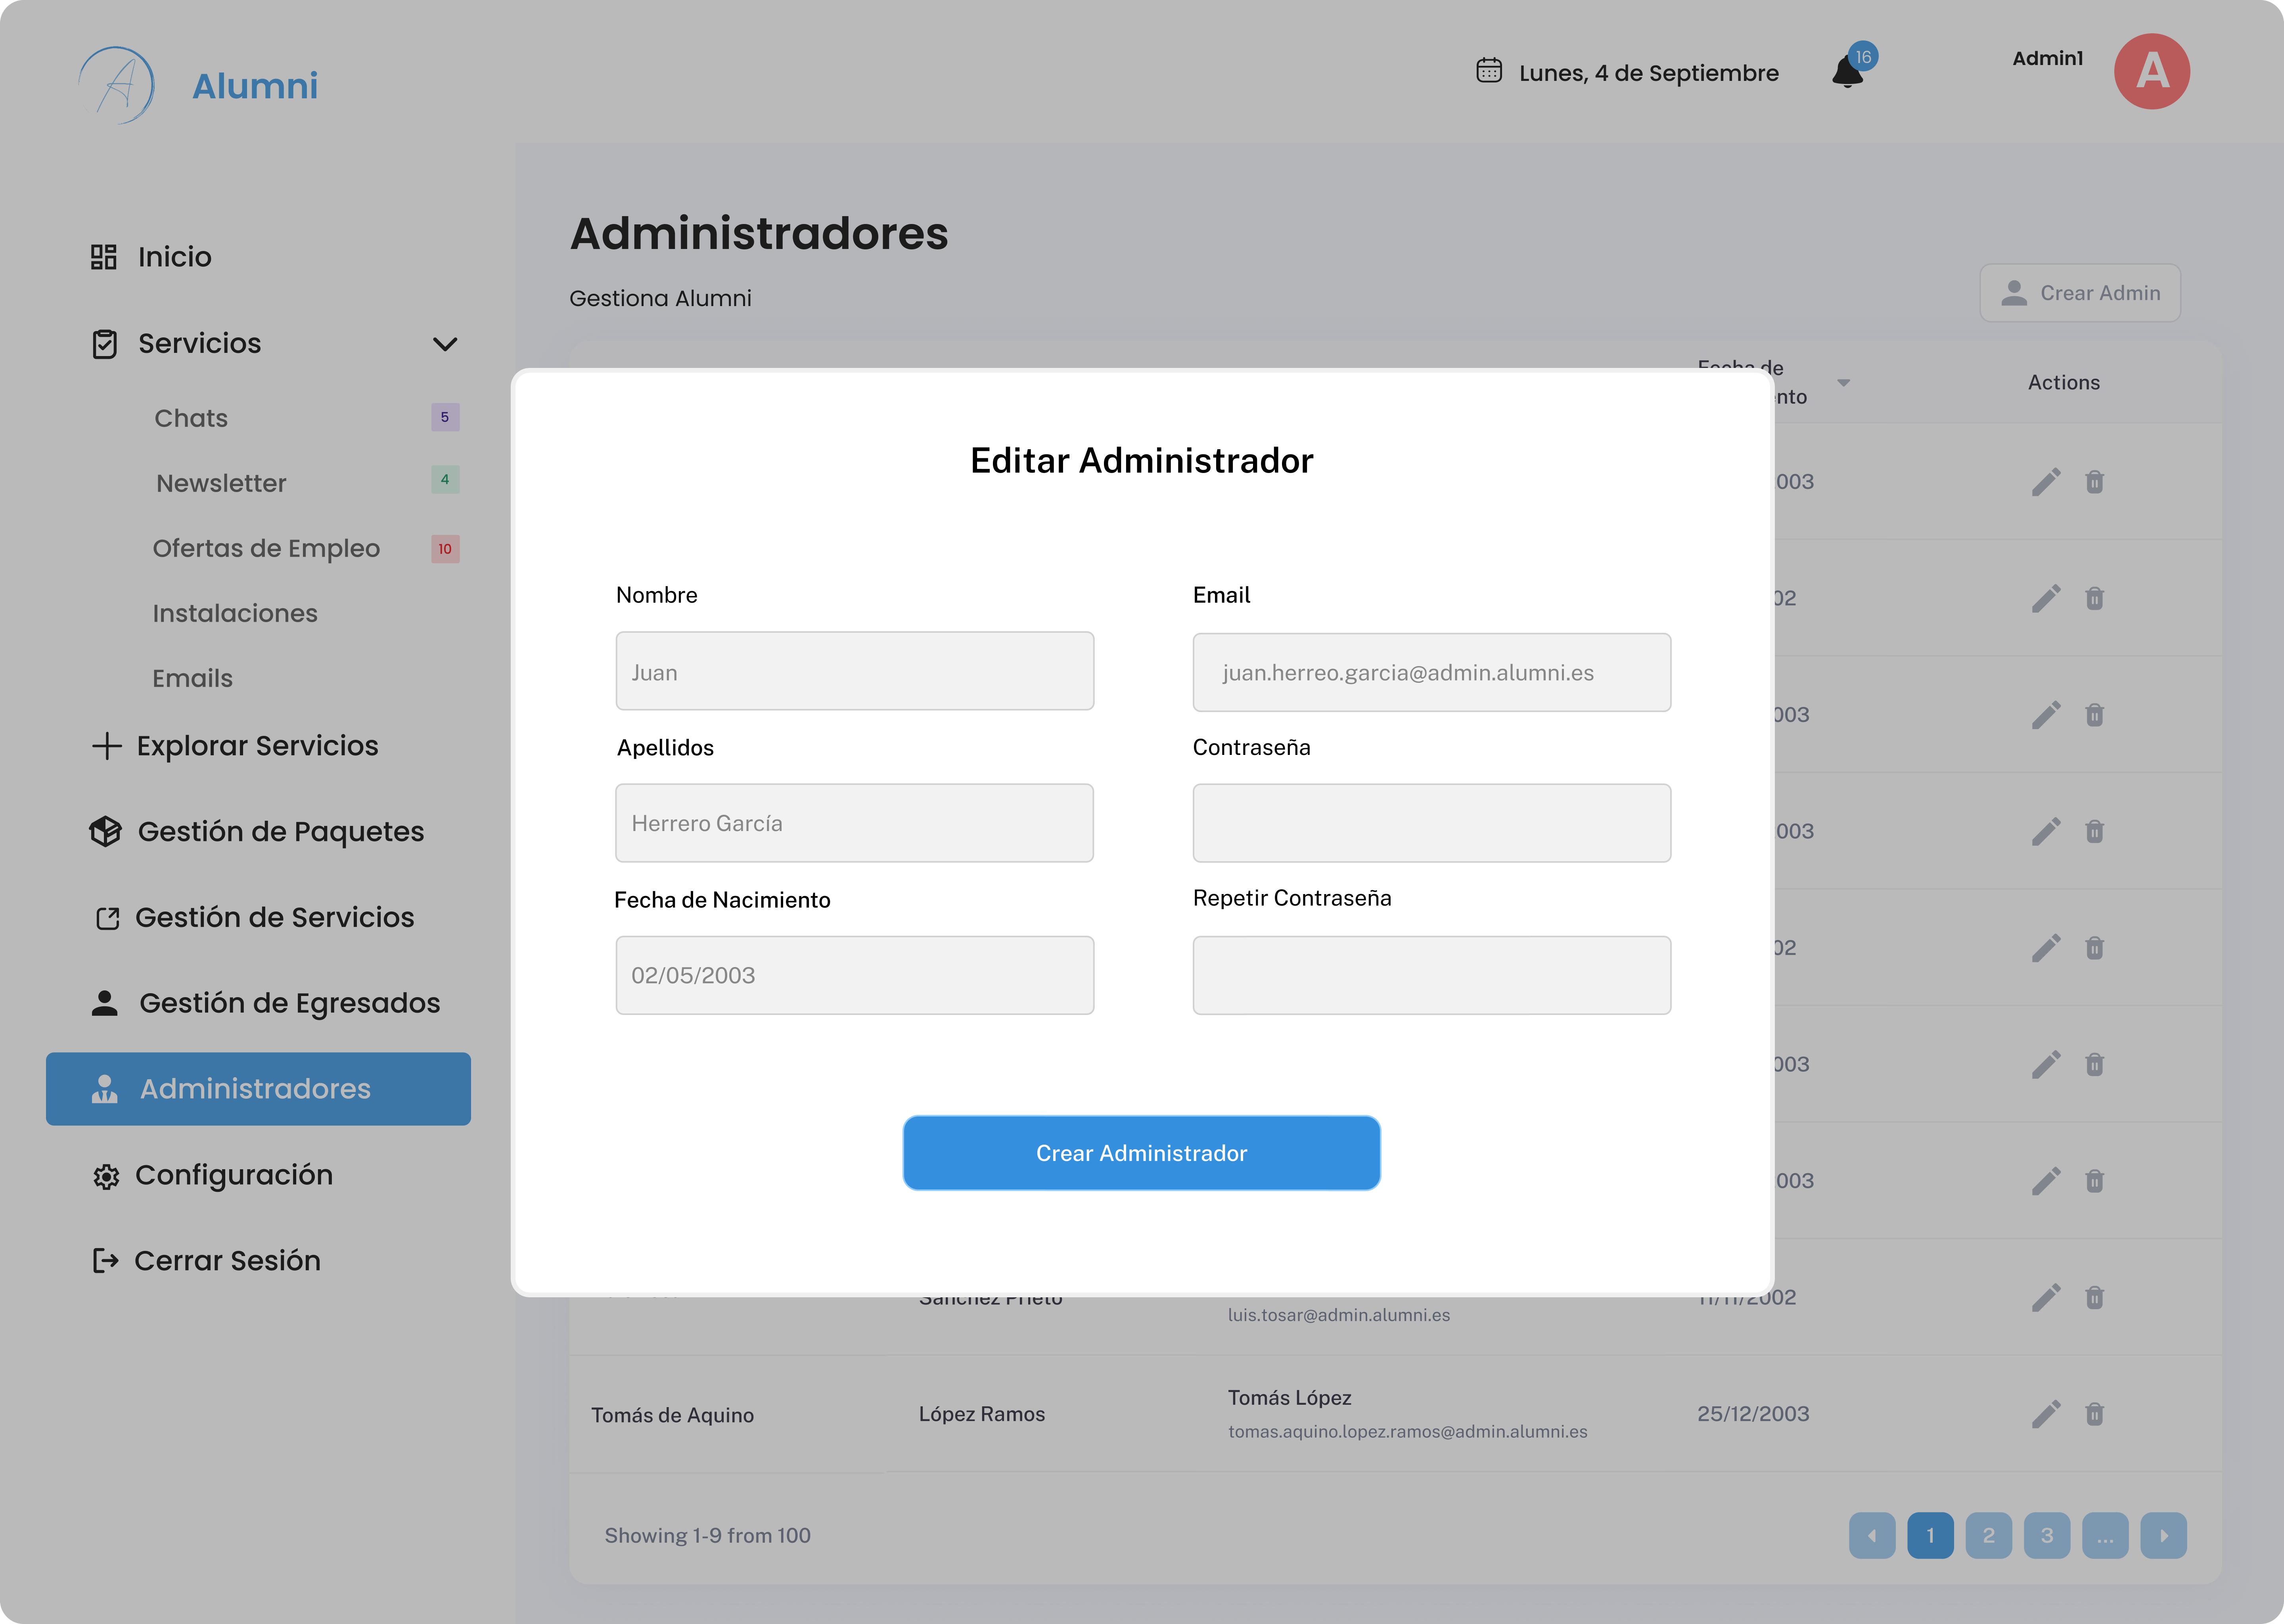 Alumni
Lunes, 4 de Septiembre
16
Admin1
A
Inicio
Servicios
Chats
5
Newsletter
4
Ofertas de Empleo
10
Instalaciones
Emails
Explorar Servicios
Gestión de Paquetes
Gestión de Servicios
Gestión de Egresados
Administradores
Configuración
Cerrar Sesión
Administradores
Gestiona Alumni
Crear Admin
Fecha de
nto
Actions
003
02
003
003
02
003
003
Editar Administrador
Nombre
Juan
Email
juan.herreo.garcia@admin.alumni.es
Apellidos
Herrero García
Contraseña
Fecha de Nacimiento
02/05/2003
Repetir Contraseña
Crear Administrador
Sánchez Prieto
luis.tosar@admin.alumni.es
11/11/2002
Tomás de Aquino
López Ramos
Tomás López
tomas.aquino.lopez.ramos@admin.alumni.es
25/12/2003
Showing 1-9 from 100
1
2
3
...